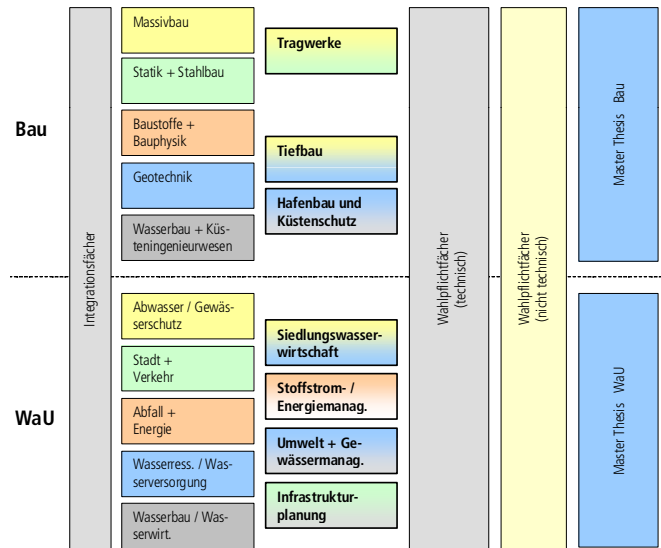 Bau
WaU
Integrationsfächer
Massivbau
Statik + Stahlbau
Baustoffe +
Bauphysik
Geotechnik
Wasserbau + Küs-
teningenieurwesen
Abwasser / Gewäs-
serschutz
Stadt +
Verkehr
Abfall +
Energie
Wasserress. / Was-
serversorgung
Wasserbau / Was-
serwirt.
Tragwerke
Tiefbau
Hafenbau und
Küstenschutz
Siedlungswasser-
wirtschaft
Stoffstrom- /
Energiemanag.
Umwelt + Ge-
wässermanag.
Infrastruktur-
planung
Wahlpflichtfächer
(technisch)
Wahlpflichtfächer
(nicht technisch)
Master Thesis Bau
Master Thesis WaU